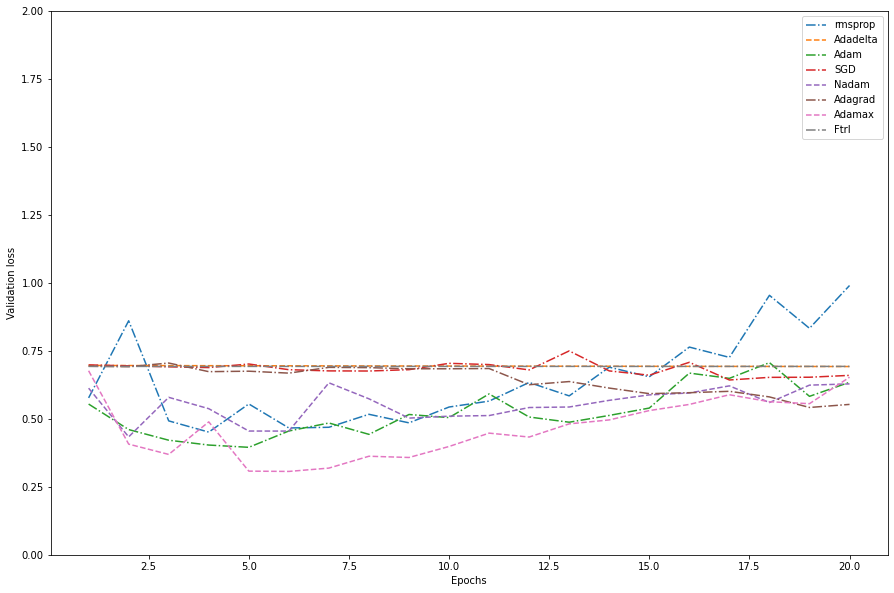 2.00
1.75
1.50
1.25
1.00
0.75
0.50
0.25
0.00
Validation loss
2.5
5.0
7.5
10.0
12.5
15.0
17.5
20.0
Epochs
rmsprop
Adadelta
Adam
SGD
Nadam
Adagrad
Adamax
Ftrl